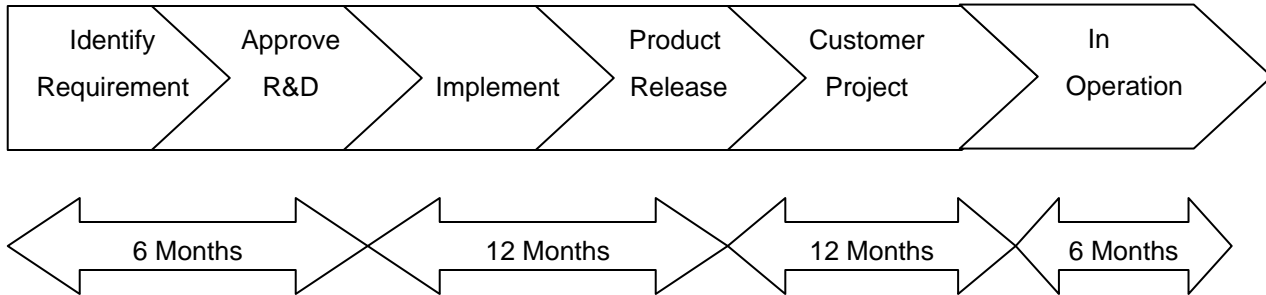 Identify
Requirement
Approve
R&D
Implement
Product
Release
Customer
Project
In
Operation
6 Months
12 Months
12 Months
6 Months